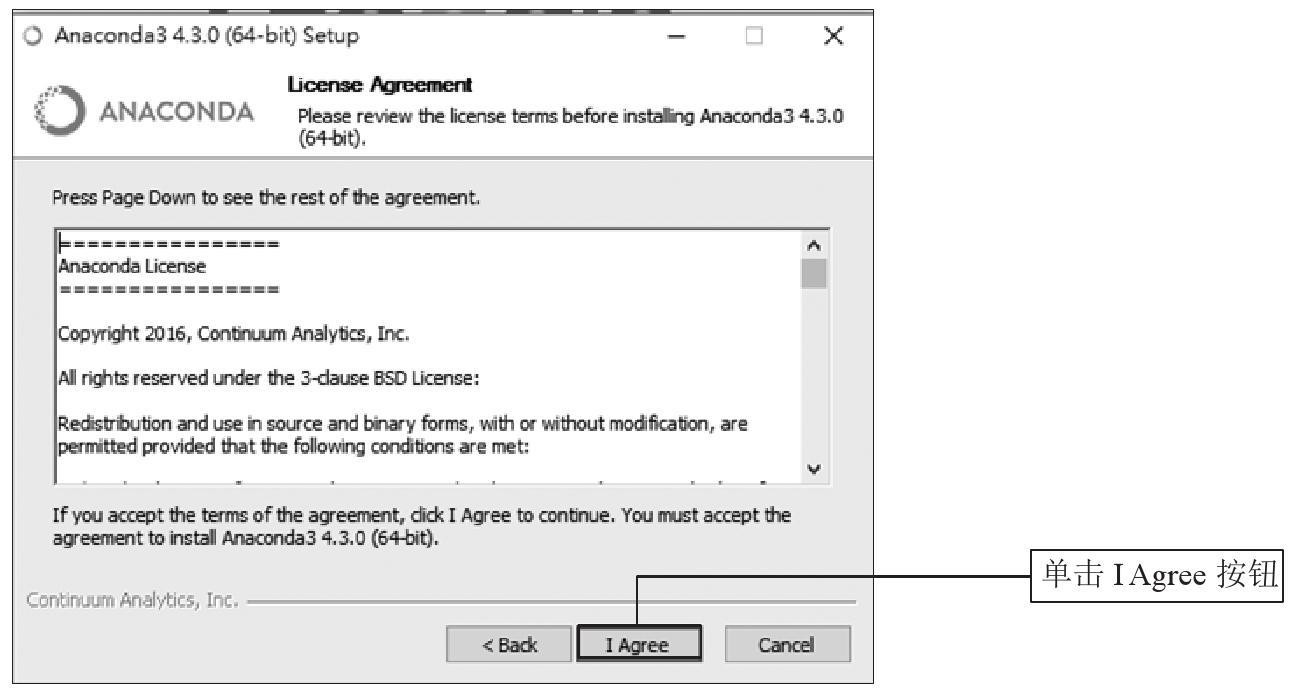 Anaconda3 4.3.0 (64-bit) Setup
ANACONDA
License Agreement
Please review the license terms before installing Anaconda3 4.3.0
(64-bit).
Press Page Down to see the rest of the agreement.
================
Anaconda License
================
Copyright 2016, Continuum Analytics, Inc.
All rights reserved under the 3-clause BSD License:
Redistribution and use in source and binary forms, with or without modification, are
permitted provided that the following conditions are met:
If you accept the terms of the agreement, click I Agree to continue. You must accept the
agreement to install Anaconda3 4.3.0 (64-bit).
单击 I Agree 按钮
Continuum Analytics, Inc.
< Back
I Agree
Cancel